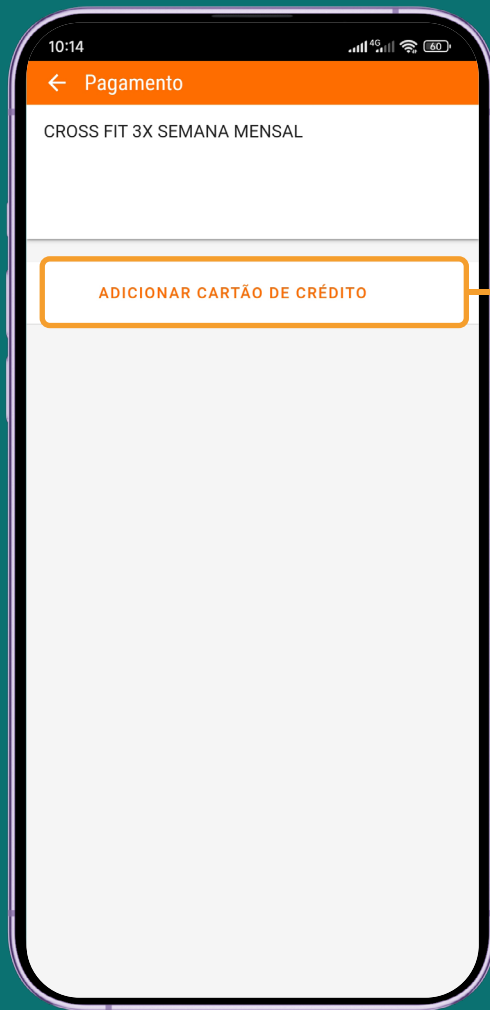 10:14
4G
60
Pagamento
CROSS FIT 3X SEMANA MENSAL
ADICIONAR CARTÃO DE CRÉDITO